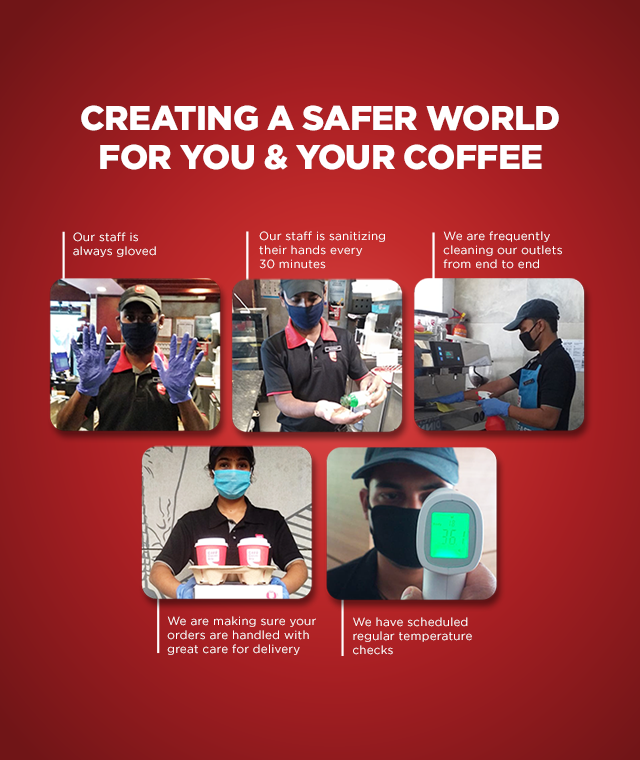 CREATING A SAFER WORLD
FOR YOU & YOUR COFFEE
Our staff is
always gloved
Our staff is sanitizing
their hands every
30 minutes
We are frequently
cleaning our outlets
from end to end
We are making sure your
orders are handled with
great care for delivery
We have scheduled
regular temperature
checks